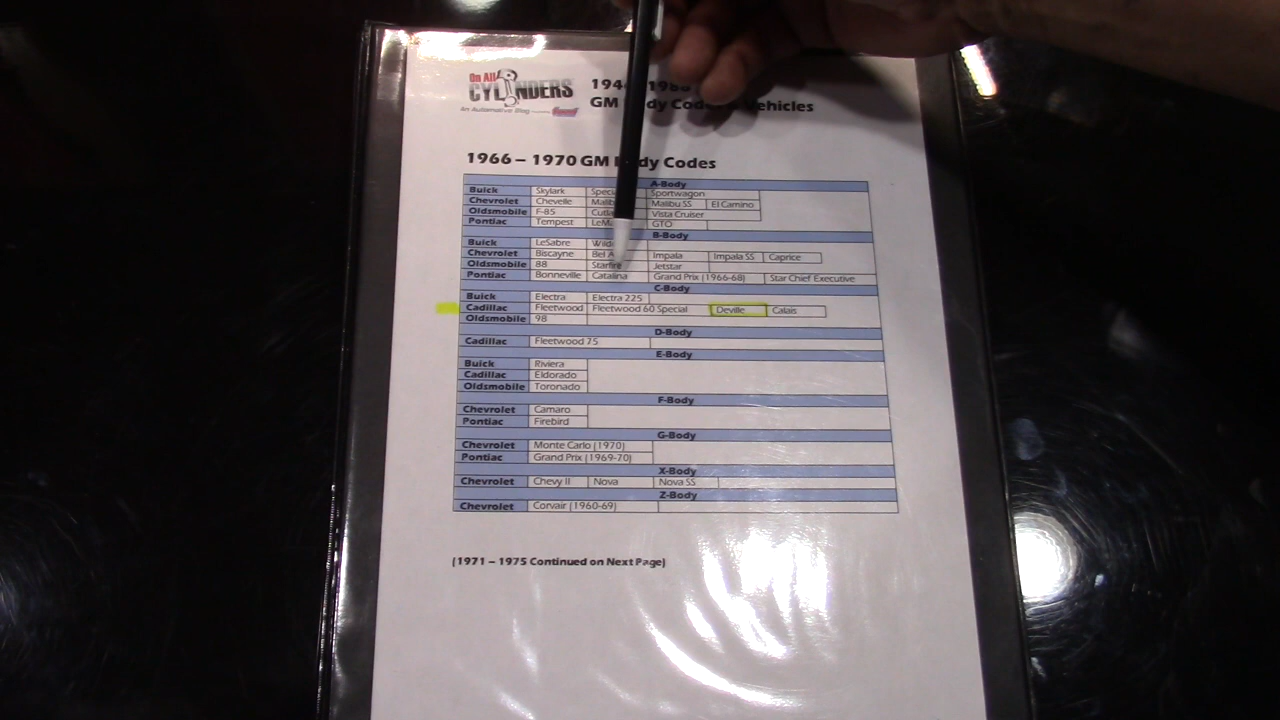 On All
CYLINDERS
An Automotive Blog
GM Body Codes Vehicles
1966 – 1970 GM Body Codes
A-Body
Buick Skylark Sportwagon
Chevrolet Chevelle Malibu SS El Camino
Oldsmobile F-85 Vista Cruiser
Pontiac Tempest GTO
B-Body
Buick LeSabre
Chevrolet Biscayne Bel A Impala Impala SS Caprice
Oldsmobile 88 Starfire Jetstar
Pontiac Bonneville Catalina Grand Prix (1966-68) Star Chief Executive
C-Body
Buick Electra Electra 225
Cadillac Fleetwood Fleetwood 60 Special Deville Calais
Oldsmobile 98
D-Body
Cadillac Fleetwood 75
E-Body
Buick Riviera
Cadillac Eldorado
Oldsmobile Toronado
F-Body
Chevrolet Camaro
Pontiac Firebird
G-Body
Chevrolet Monte Carlo (1970)
Pontiac Grand Prix (1969-70)
X-Body
Chevrolet Chevy II Nova Nova SS
Z-Body
Chevrolet Corvair (1960-69)
(1971 – 1975 Continued on Next Page)